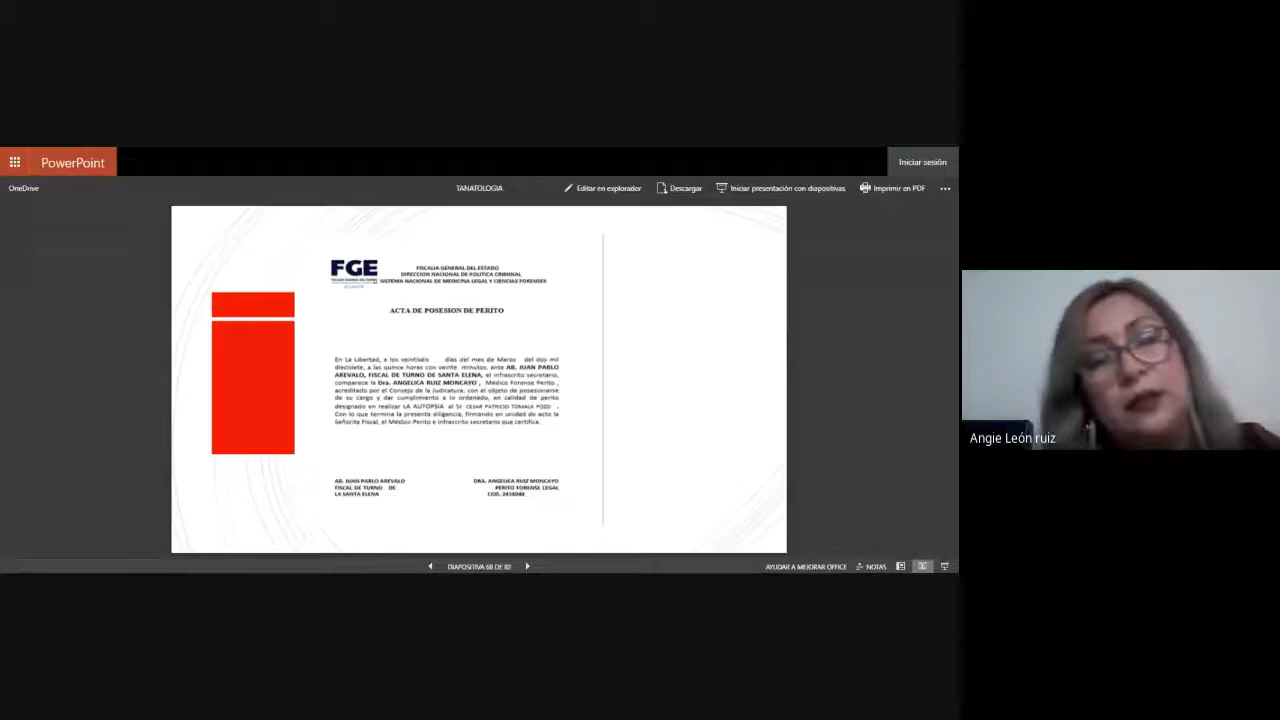 PowerPoint
Iniciar sesión
OneDrive
TANATOLOGIA
Editar en explorador
Descargar
Iniciar presentación con diapositivas
Imprimir en PDF
FGE
FISCALIA GENERAL DEL ESTADO
DIRECCION NACIONAL DE POLITICA CRIMINAL
SISTEMA NACIONAL DE MEDICINA LEGAL Y CIENCIAS FORENSES
ECUADOR
ACTA DE POSESION DE PERITO
En La Libertad, a los veintiséis días del mes de Marzo del dos mil
diecisiete, a las quince horas con veinte minutos, ante AB. JUAN PABLO
AREVALO, FISCAL DE TURNO DE SANTA ELENA, el infrascrito secretario,
comparece la Dra. ANGELICA RUIZ MONCAYO , Médico Forense Perito ,
acreditado por el Consejo de la Judicatura, con el objeto de posesionarse
de su cargo y dar cumplimiento a lo ordenado, en calidad de perito
designado en realizar LA AUTOPSIA al Sr. CESAR PATRICIO TOMALA POZO .
Con lo que termina la presente diligencia, firmando en unidad de acto la
Señorita Fiscal, el Médico Perito e infrascrito secretario que certifica.
AB. JUAN PABLO AREVALO
FISCAL DE TURNO DE
LA SANTA ELENA
DRA. ANGELICA RUIZ MONCAYO
PERITO FORENSE LEGAL
COD. 2416046
Angie León ruiz
DIAPOSITIVA 68 DE 82
AYUDAR A MEJORAR OFFICE
NOTAS